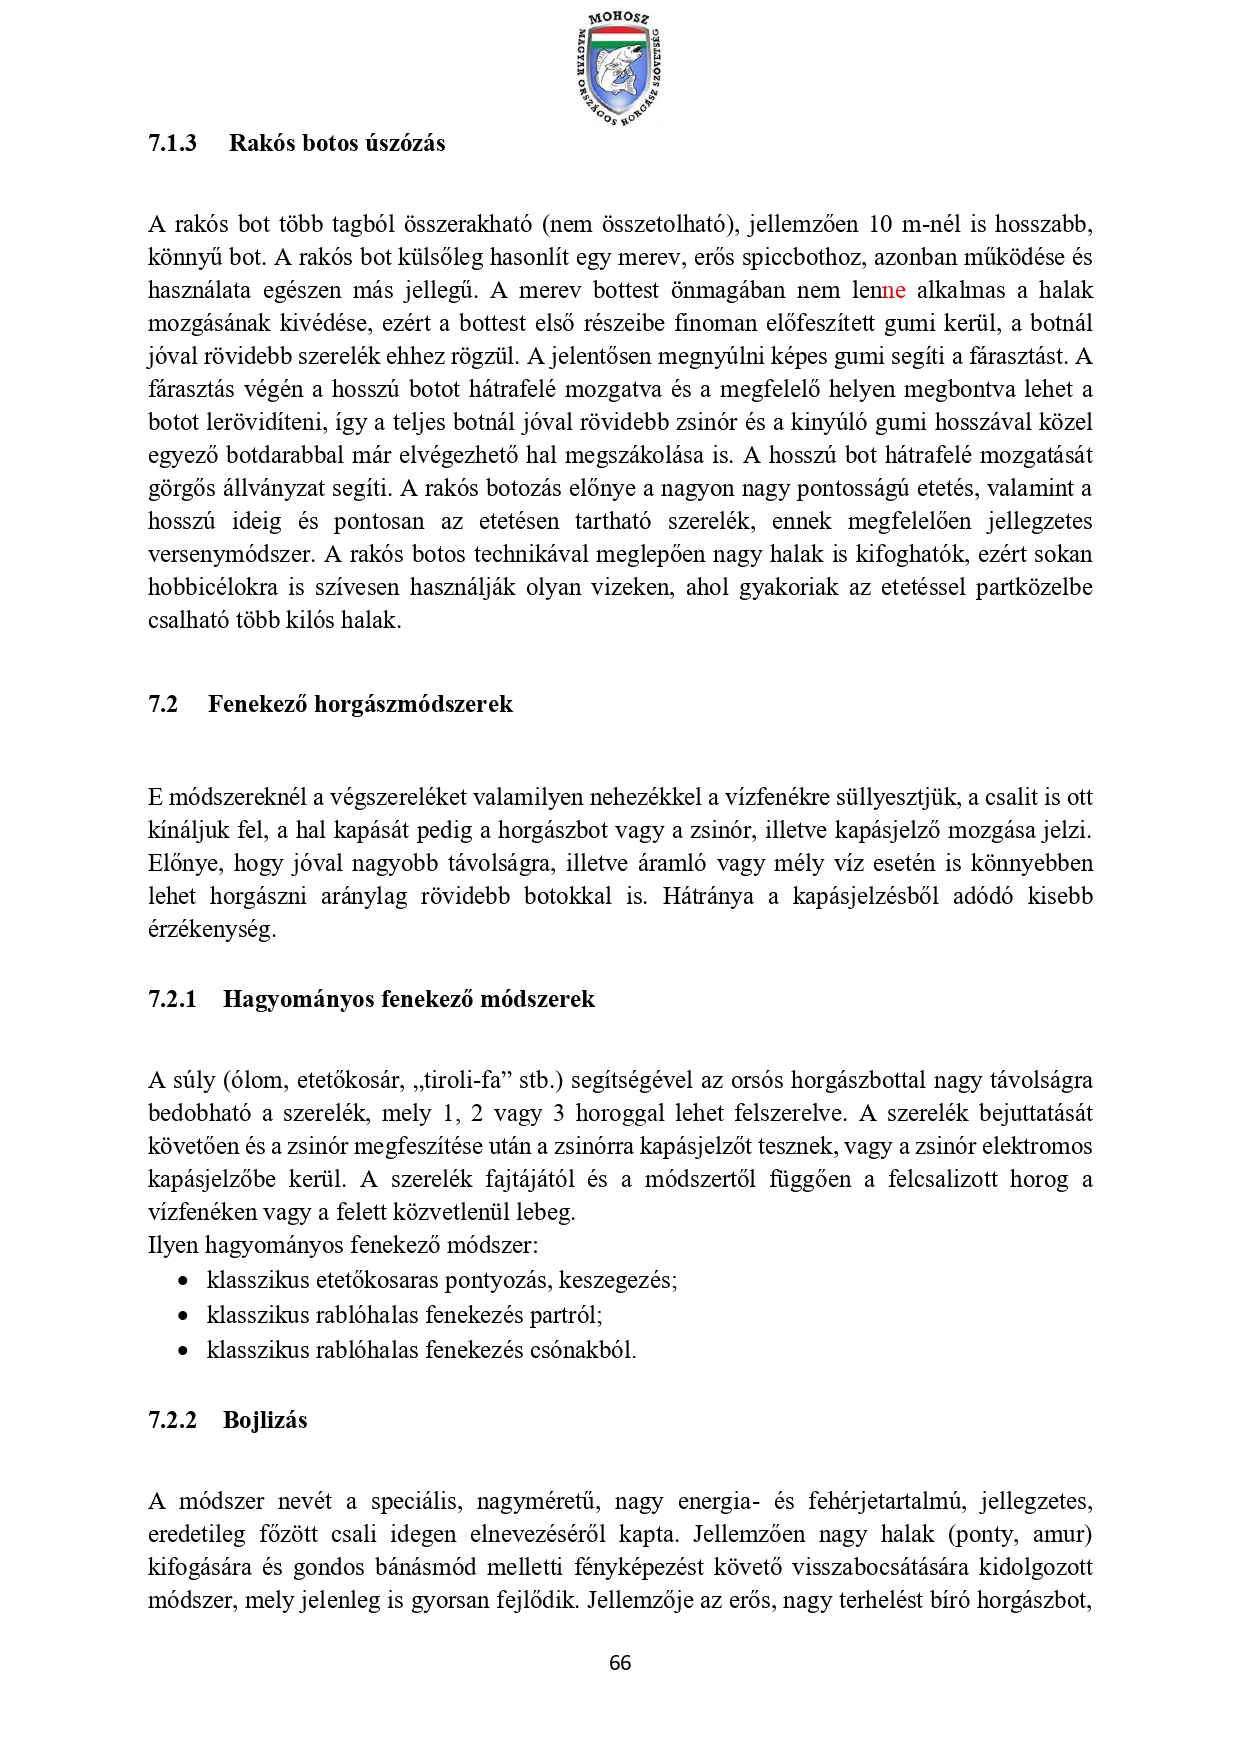 MOHOSZ
MAGYAR ORSZÁGOS HORGÁSZ SZÖVETSÉG
7.1.3 Rakós botos úszózás
A rakós bot több tagból összerakható (nem összetolható), jellemzően 10 m-nél is hosszabb,
könnyű bot. A rakós bot külsőleg hasonlít egy merev, erős spiccbothoz, azonban működése és
használata egészen más jellegű. A merev bottest önmagában nem lenne alkalmas a halak
mozgásának kivédése, ezért a bottest első részeibe finoman előfeszített gumi kerül, a botnál
jóval rövidebb szerelék ehhez rögzül. A jelentősen megnyúlni képes gumi segíti a fárasztást. A
fárasztás végén a hosszú botot hátrafelé mozgatva és a megfelelő helyen megbontva lehet a
botot lerövidíteni, így a teljes botnál jóval rövidebb zsinór és a kinyúló gumi hosszával közel
egyező botdarabbal már elvégezhető hal megszákolása is. A hosszú bot hátrafelé mozgatását
görgős állványzat segíti. A rakós botozás előnye a nagyon nagy pontosságú etetés, valamint a
hosszú ideig és pontosan az etetésen tartható szerelék, ennek megfelelően jellegzetes
versenymódszer. A rakós botos technikával meglepően nagy halak is kifoghatók, ezért sokan
hobbicélokra is szívesen használják olyan vizeken, ahol gyakoriak az etetéssel partközelbe
csalható több kilós halak.
7.2 Fenekező horgászmódszerek
E módszereknél a végszereléket valamilyen nehezékkel a vízfenékre süllyesztjük, a csalit is ott
kínáljuk fel, a hal kapását pedig a horgászbot vagy a zsinór, illetve kapásjelző mozgása jelzi.
Előnye, hogy jóval nagyobb távolságra, illetve áramló vagy mély víz esetén is könnyebben
lehet horgászni aránylag rövidebb botokkal is. Hátránya a kapásjelzésből adódó kisebb
érzékenység.
7.2.1 Hagyományos fenekező módszerek
A súly (ólom, etetőkosár, „tiroli-fa” stb.) segítségével az orsós horgászbottal nagy távolságra
bedobható a szerelék, mely 1, 2 vagy 3 horoggal lehet felszerelve. A szerelék bejuttatását
követően és a zsinór megfeszítése után a zsinórra kapásjelzőt tesznek, vagy a zsinór elektromos
kapásjelzőbe kerül. A szerelék fajtájától és a módszertől függően a felcsalizott horog a
vízfenéken vagy a felett közvetlenül lebeg.
Ilyen hagyományos fenekező módszer:
• klasszikus etetőkosaras pontyozás, keszegezés;
• klasszikus rablóhalas fenekezés partról;
• klasszikus rablóhalas fenekezés csónakból.
7.2.2 Bojlizás
A módszer nevét a speciális, nagyméretű, nagy energia- és fehérjetartalmú, jellegzetes,
eredetileg főzött csali idegen elnevezéséről kapta. Jellemzően nagy halak (ponty, amur)
kifogására és gondos bánásmód melletti fényképezést követő visszabocsátására kidolgozott
módszer, mely jelenleg is gyorsan fejlődik. Jellemzője az erős, nagy terhelést bíró horgászbot,
66